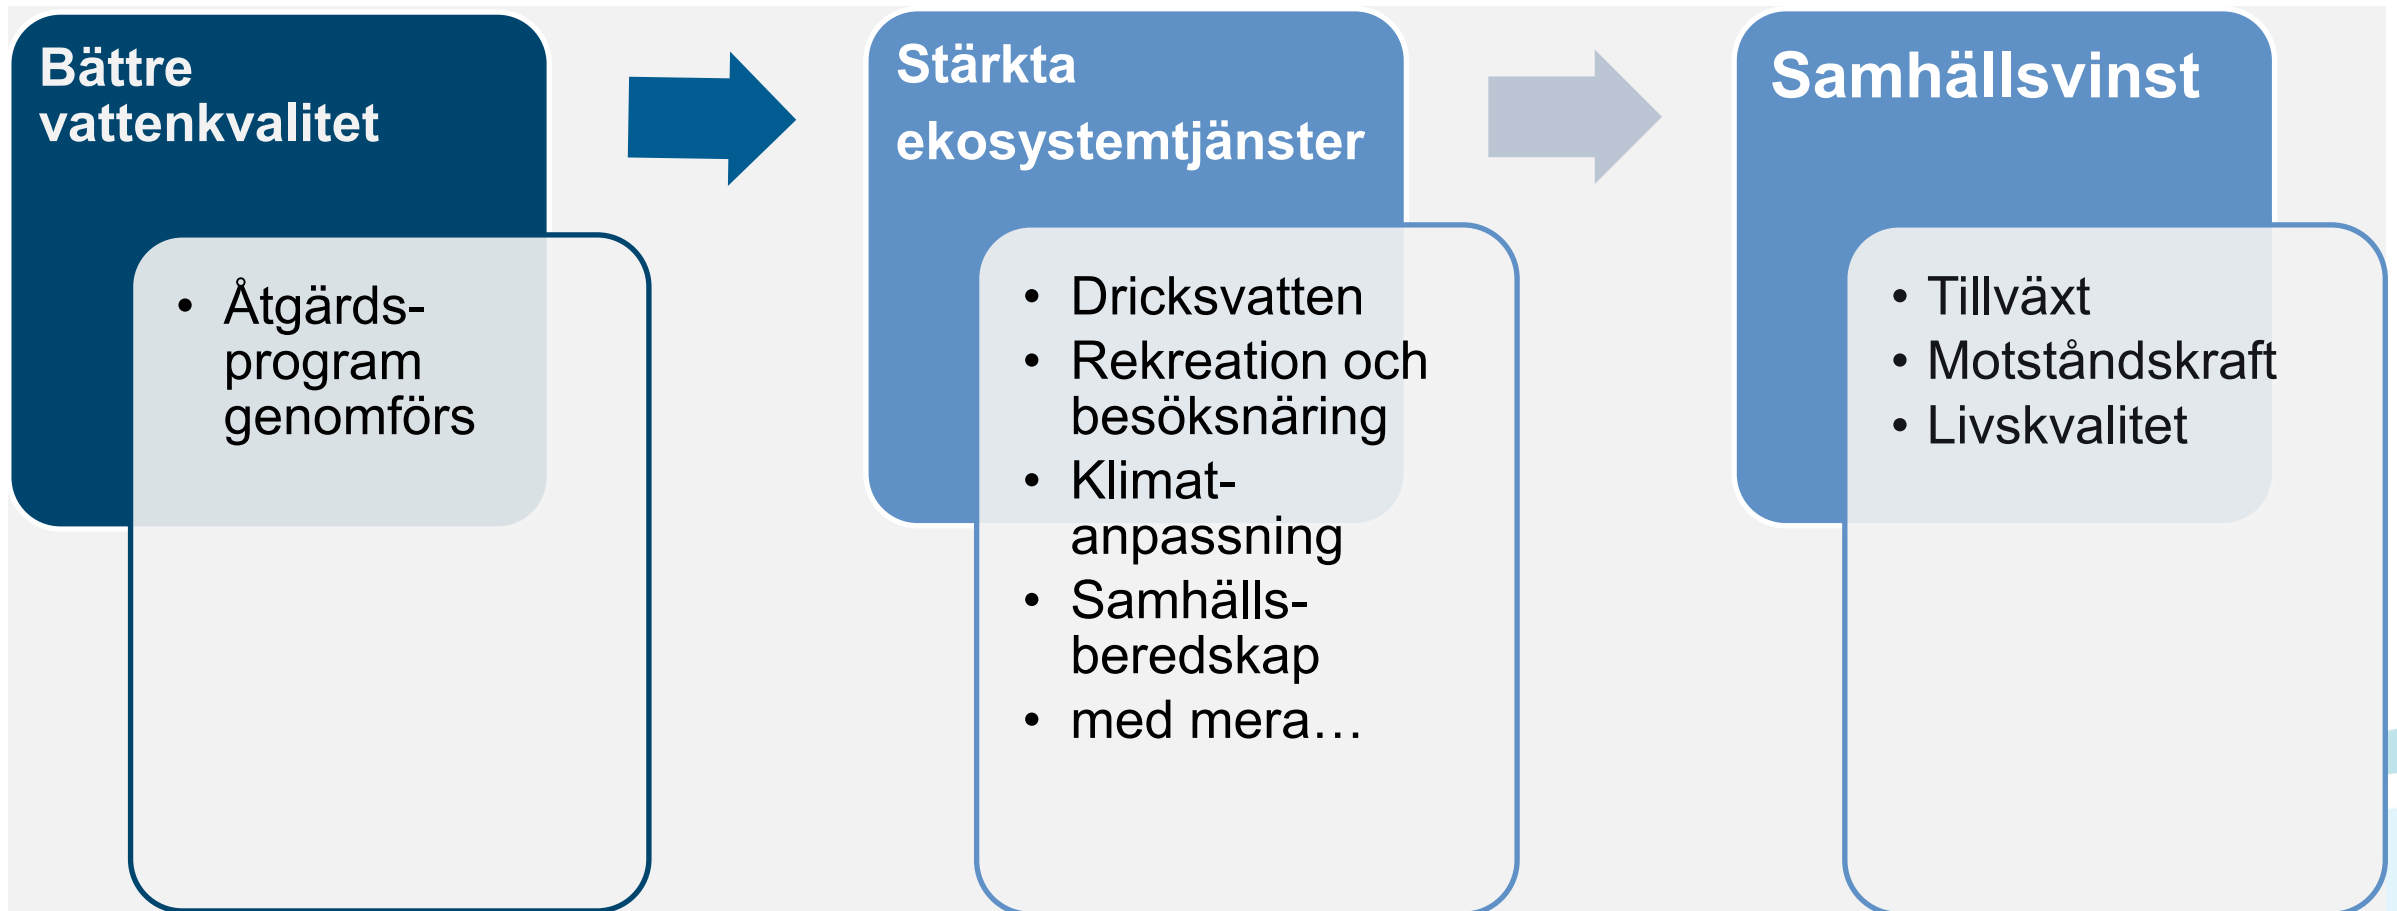 Bättre
vattenkvalitet
• Åtgärds-
program
genomförs
Stärkta
ekosystemtjänster
• Dricksvatten
• Rekreation och
besöksnäring
• Klimat-
anpassning
• Samhälls-
beredskap
• med mera…
Samhällsvinst
• Tillväxt
• Motståndskraft
• Livskvalitet